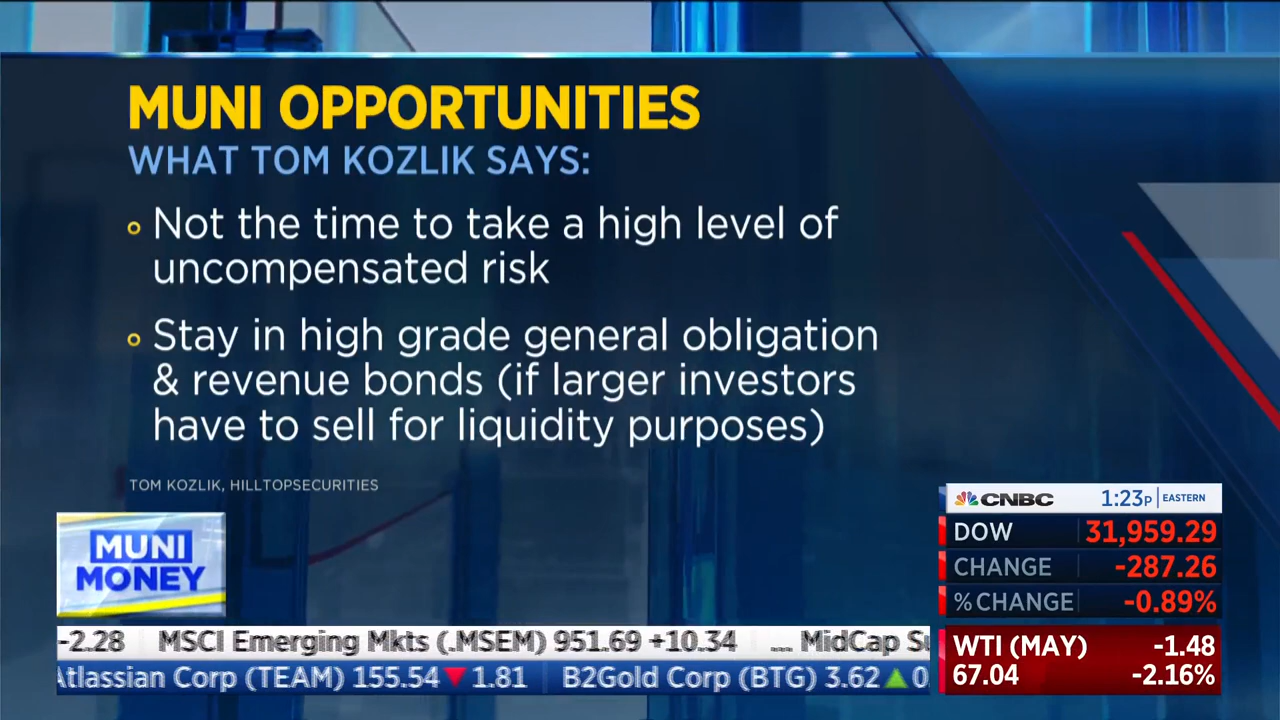 MUNI OPPORTUNITIES
WHAT TOM KOZLIK SAYS:
Not the time to take a high level of
uncompensated risk
Stay in high grade general obligation
& revenue bonds (if larger investors
have to sell for liquidity purposes)
TOM KOZLIK, HILLTOPSECURITIES
MUNI
MONEY
CNBC 1:23P EASTERN
DOW 31,959.29
CHANGE -287.26
% CHANGE -0.89%
WTI (MAY) -1.48
67.04 -2.16%
-2.28 MSCI Emerging Mkts (.MSEM) 951.69 +10.34 ... MidCap
Atlassian Corp (TEAM) 155.54 ▼ 1.81 B2Gold Corp (BTG) 3.62 ▲ 0